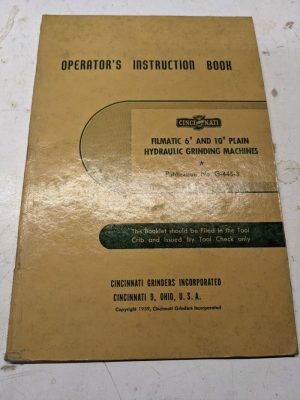 OPERATOR'S INSTRUCTION BOOK
CINCINNATI
FILMATIC 6" AND 10" PLAIN
HYDRAULIC GRINDING MACHINES
Publication No. G-445-3
This Booklet should be Filed in the Tool
Crib and Issued By Tool Check only
CINCINNATI GRINDERS INCORPORATED
CINCINNATI 9, OHIO, U. S. A.
Copyright 1959, Cincinnati Grinders Incorporated